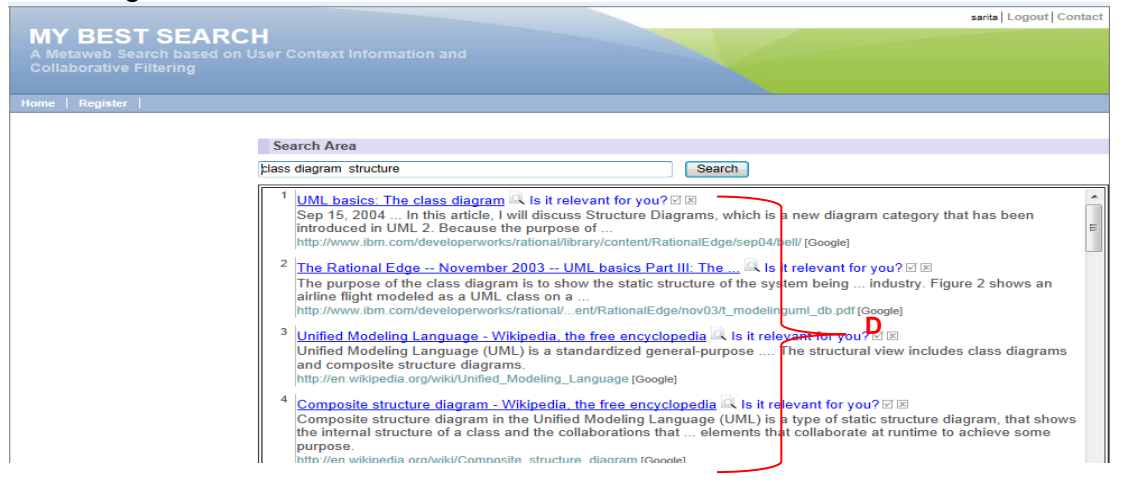 sarita | Logout | Contact
MY BEST SEARCH
A Metaweb Search based on User Context Information and
Collaborative Filtering
Home | Register |
Search Area
class diagram structure
Search
1 UML basics: The class diagram Is it relevant for you?
Sep 15, 2004 ... In this article, I will discuss Structure Diagrams, which is a new diagram category that has been
introduced in UML 2. Because the purpose of ...
http://www.ibm.com/developerworks/rational/library/content/RationalEdge/sep04/bell/ [Google]
2 The Rational Edge -- November 2003 -- UML basics Part III: The ... Is it relevant for you?
The purpose of the class diagram is to show the static structure of the system being ... industry. Figure 2 shows an
airline flight modeled as a UML class on a ...
http://www.ibm.com/developerworks/rational/...ent/RationalEdge/nov03/t_modelinguml_db.pdf [Google]
D
3 Unified Modeling Language - Wikipedia, the free encyclopedia Is it relevant for you?
Unified Modeling Language (UML) is a standardized general-purpose .... The structural view includes class diagrams
and composite structure diagrams.
http://en.wikipedia.org/wiki/Unified_Modeling_Language [Google]
4 Composite structure diagram - Wikipedia, the free encyclopedia Is it relevant for you?
Composite structure diagram in the Unified Modeling Language (UML) is a type of static structure diagram, that shows
the internal structure of a class and the collaborations that ... elements that collaborate at runtime to achieve some
purpose.
http://en.wikipedia.org/wiki/Composite_structure_diagram [Google]